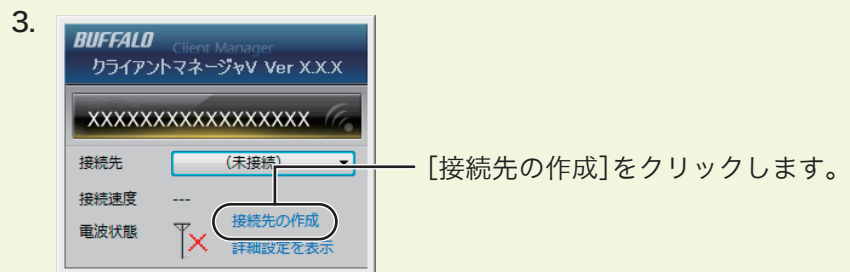 3.
BUFFALO Client Manager
クライアントマネージャV Ver X.X.X
XXXXXXXXXXXXXXXXX
接続先 (未接続)
[接続先の作成]をクリックします。
接続速度 ---
接続先の作成
電波状態
詳細設定を表示